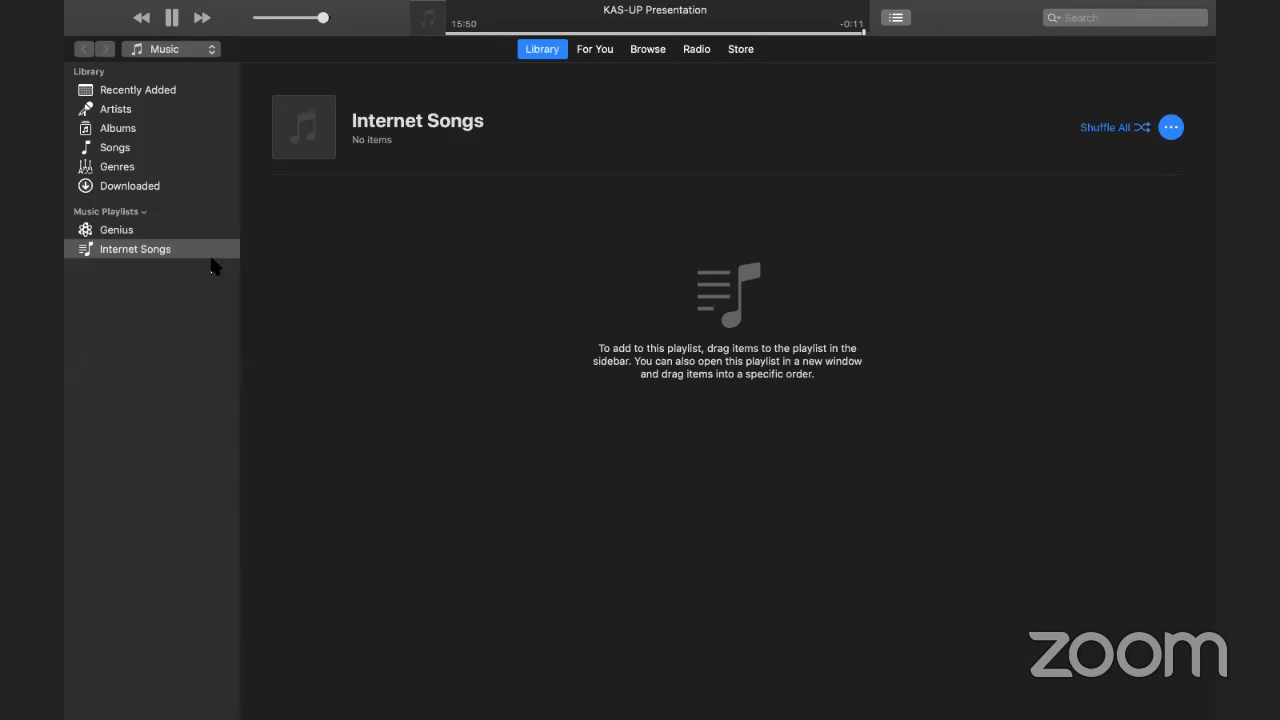 KAS-UP Presentation
15:50
-0:11
Search
Music
Library
For You
Browse
Radio
Store
Library
Recently Added
Artists
Albums
Songs
Genres
Downloaded
Music Playlists
Genius
Internet Songs
Internet Songs
No items
Shuffle All
To add to this playlist, drag items to the playlist in the
sidebar. You can also open this playlist in a new window
and drag items into a specific order.
zoom